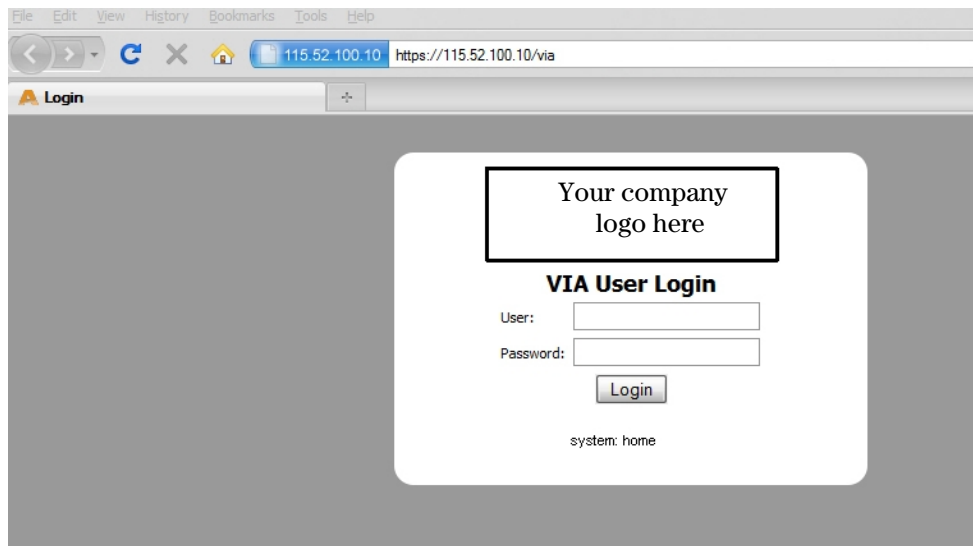 File Edit View History Bookmarks Tools Help
115.52.100.10 https://115.52.100.10/via
Login
Your company
logo here
VIA User Login
User:
Password:
Login
system: home